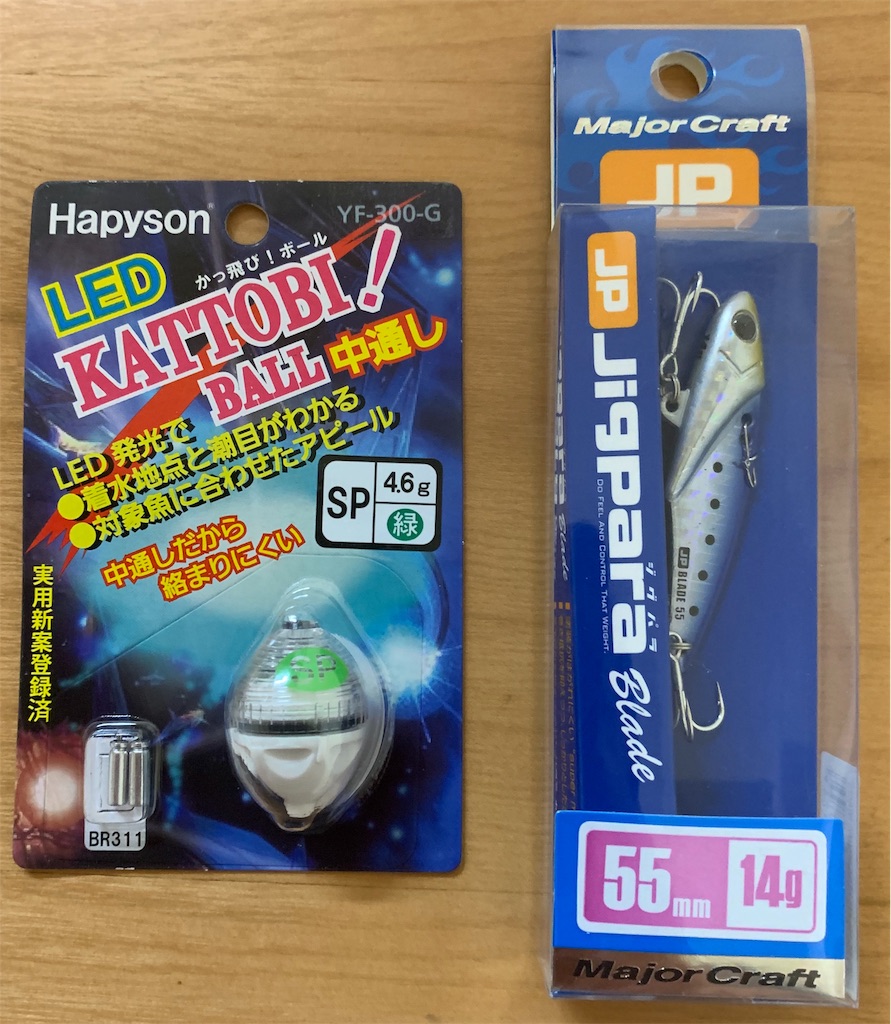 Hapyson®
YF-300-G
かっ飛び!ボール
LED
KATTOBI!
BALL 中通し
LED発光で
●着水地点と潮目がわかる
●対象魚に合わせたアピール
SP
4.6g
緑
中通しだから
絡まりにくい
実用新案登録済
SP
BR311
Major Craft
JP
JP
Jigpara
ジグパラ
Blade
DO FEEL AND CONTROL THAT WEIGHT.
JP BLADE 55
55mm
14g
Major Craft